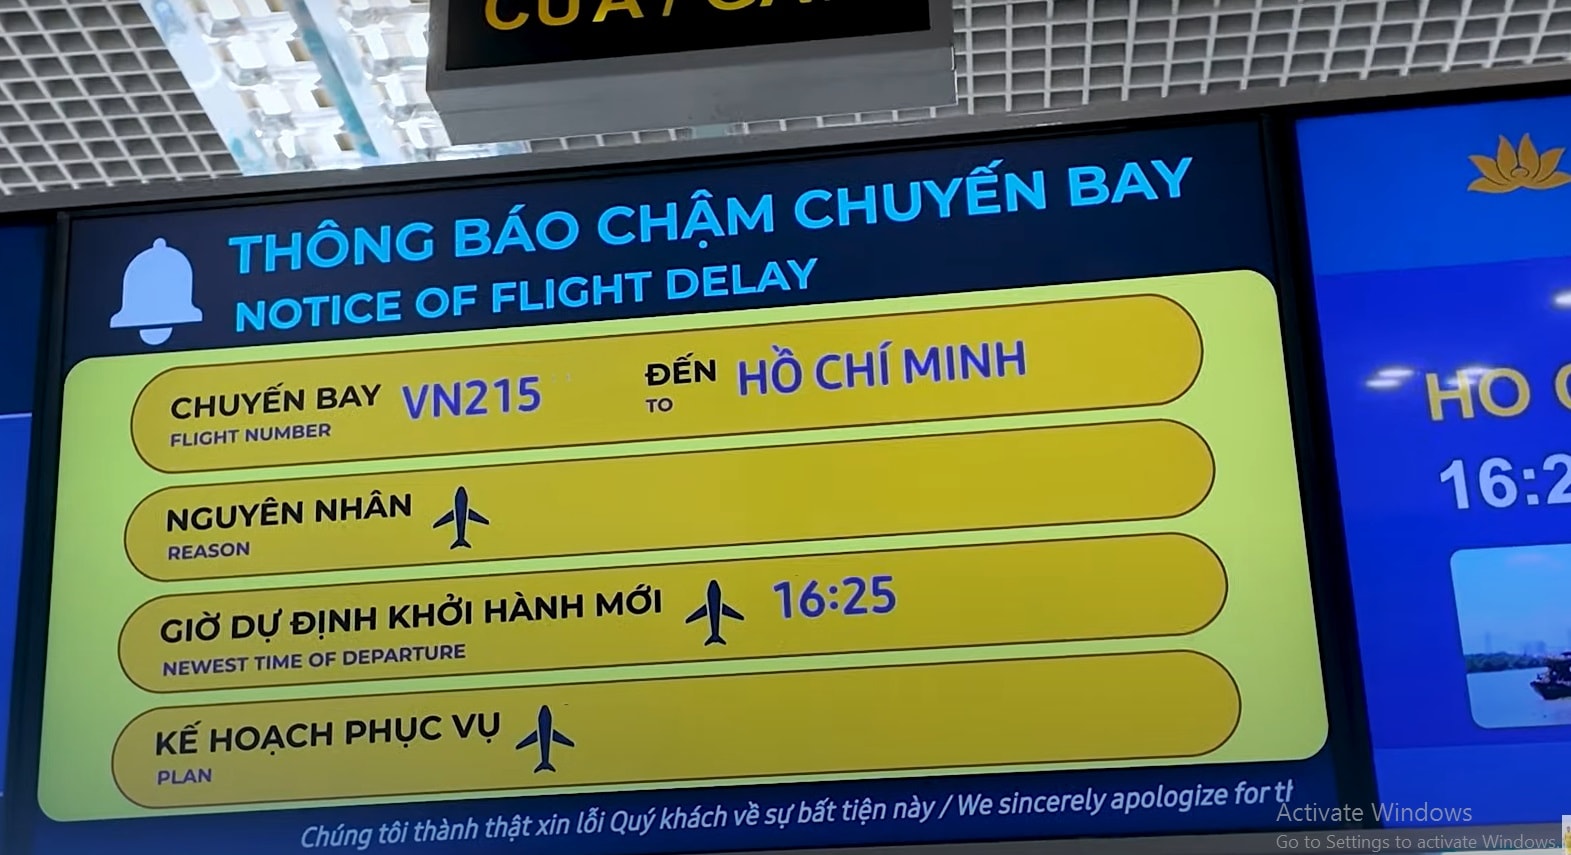 CỬA /
THÔNG BÁO CHẬM CHUYẾN BAY
NOTICE OF FLIGHT DELAY
CHUYẾN BAY VN215 ĐẾN HỒ CHÍ MINH
FLIGHT NUMBER TO
NGUYÊN NHÂN
REASON
GIỜ DỰ ĐỊNH KHỞI HÀNH MỚI 16:25
NEWEST TIME OF DEPARTURE
KẾ HOẠCH PHỤC VỤ
PLAN
Chúng tôi thành thật xin lỗi Quý khách về sự bất tiện này / We sincerely apologize for
HO
16:2
Activate Windows
Go to Settings to activate Windows.